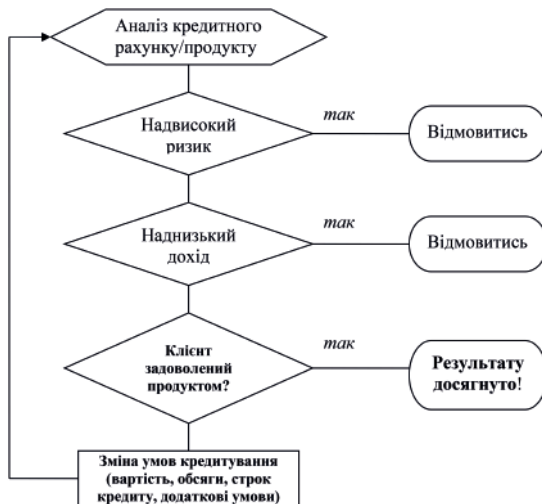 Аналіз кредитного
рахунку/продукту
Надвисокий
ризик
так
Відмовитись
Наднизький
дохід
так
Відмовитись
Клієнт
задоволений
продуктом?
так
Результату
досягнуто!
Зміна умов кредитування
(вартість, обсяги, строк
кредиту, додаткові умови)